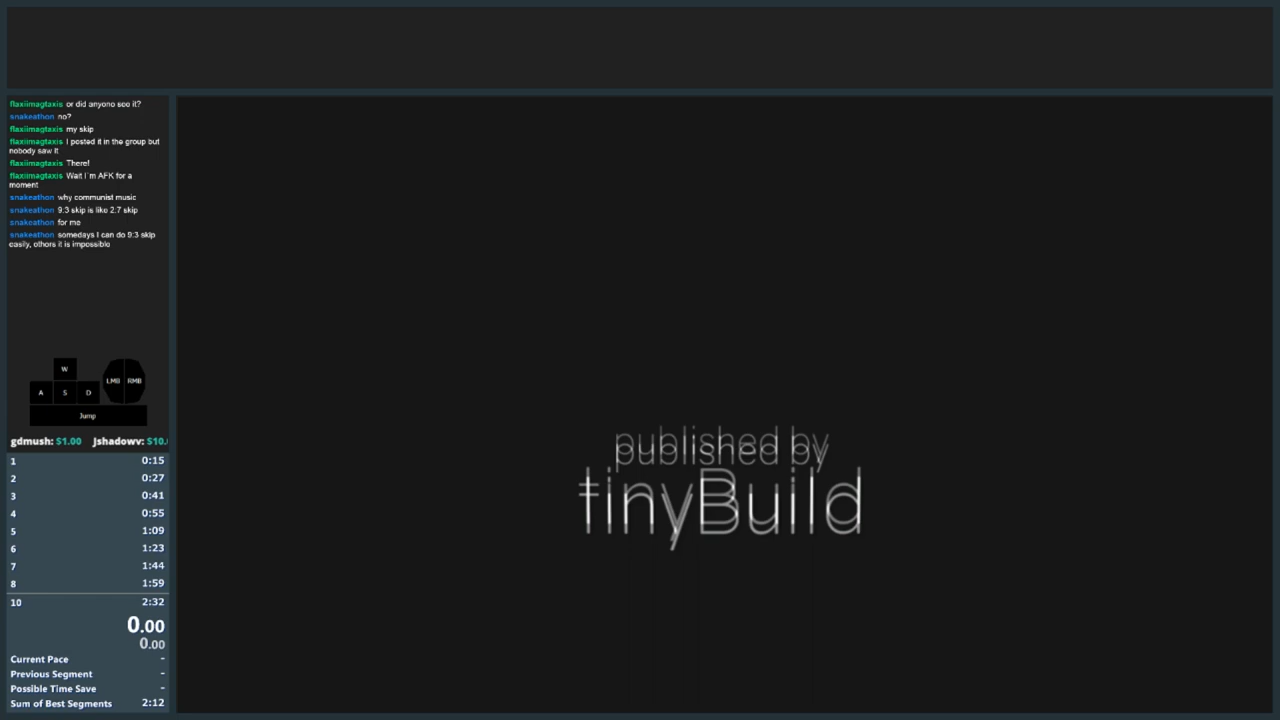 flaxiimagtaxis or did anyone see it?
snakeathon no?
flaxiimagtaxis my skip
flaxiimagtaxis I posted it in the group but
nobody saw it
flaxiimagtaxis There!
flaxiimagtaxis Wait I´m AFK for a
moment
snakeathon why communist music
snakeathon 9:3 skip is like 2:7 skip
snakeathon for me
snakeathon somedays I can do 9:3 skip
easily, others it is impossible
W
A S D
LMB RMB
Jump
gdmush: $1.00 Jshadowv: $10.
1 0:15
2 0:27
3 0:41
4 0:55
5 1:09
6 1:23
7 1:44
8 1:59
10 2:32
0.00
0.00
Current Pace -
Previous Segment -
Possible Time Save -
Sum of Best Segments 2:12
published by
tinyBuild